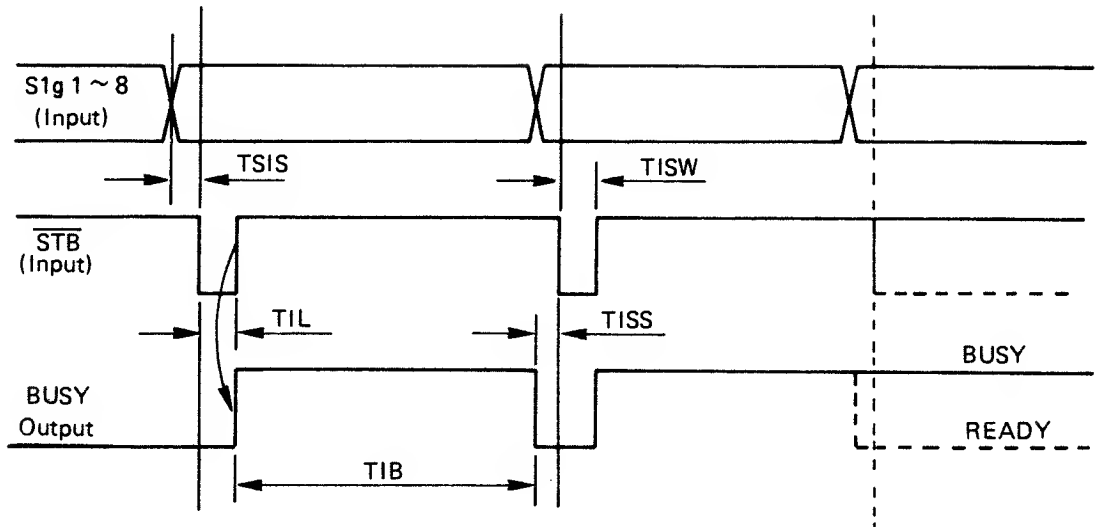 S1g 1 ~ 8
(Input)
TSIS
TISW
STB
(Input)
TIL
TISS
BUSY
BUSY
Output
READY
TIB